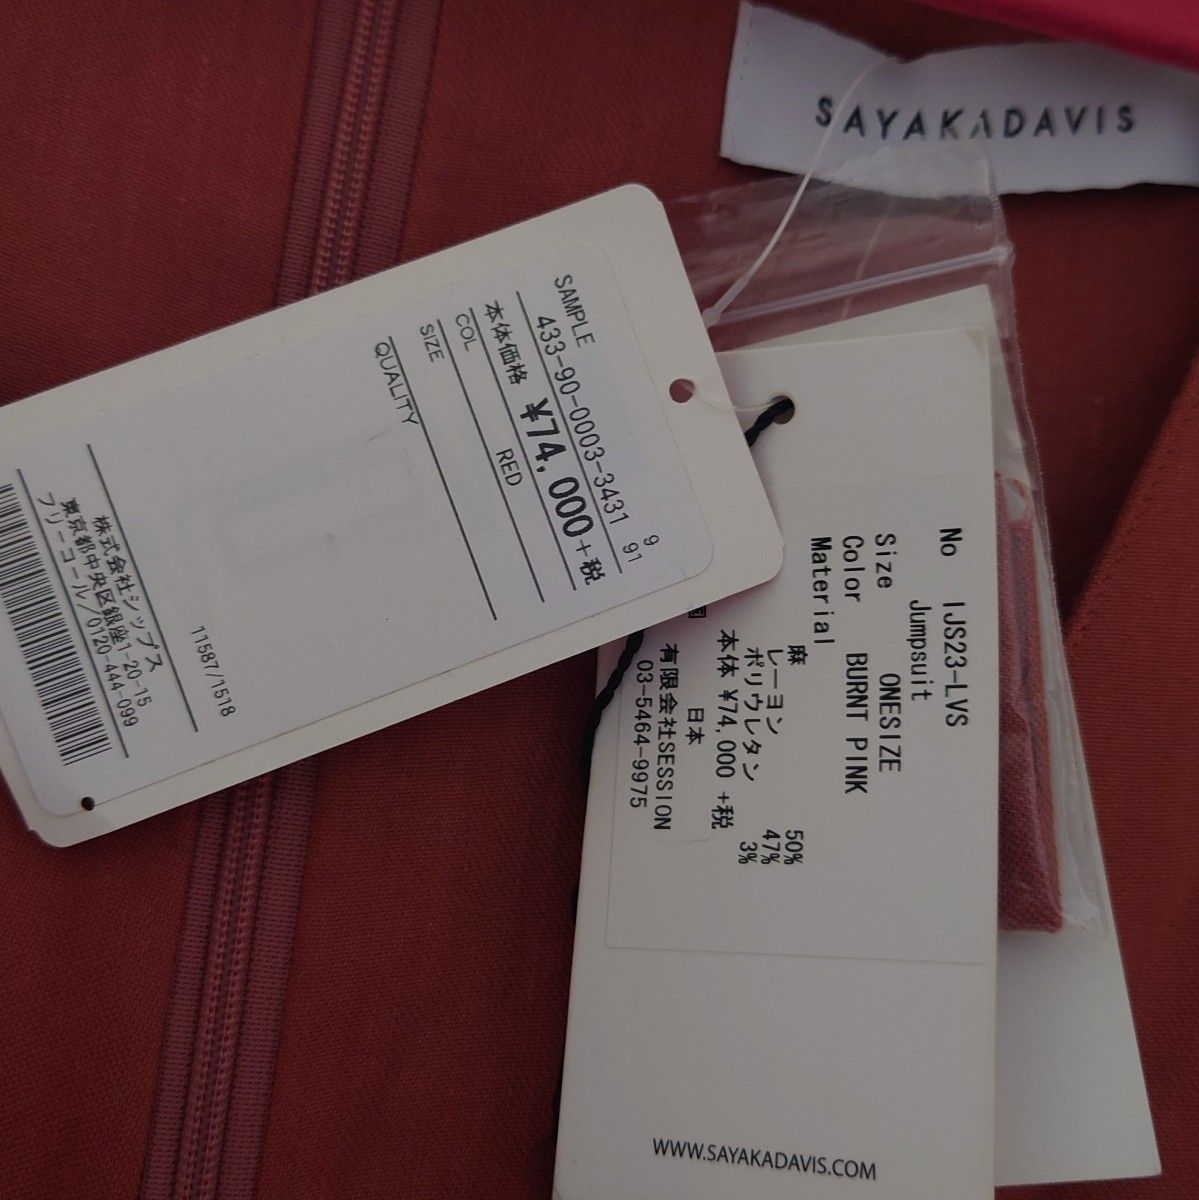 SAYAKADAVIS
SAMPLE
433-90-0003-3431 9
91
本体価格 ¥74,000+税
COL RED
SIZE
QUALITY
11587/1518
株式会社シップス
東京都中央区銀座1-20-15
フリーコール/0120-444-099
No IJS23-LVS
Jumpsuit
Size ONESIZE
Color BURNT PINK
Material
麻 50%
レーヨン 47%
ポリウレタン 3%
本体 ¥74,000 +税
日本
有限会社SESSION
03-5464-9975
WWW.SAYAKADAVIS.COM